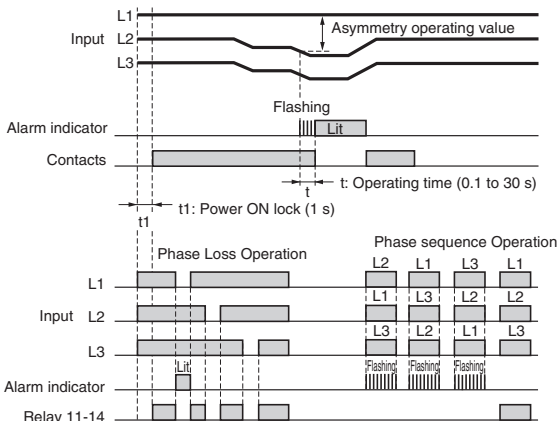 L1
Asymmetry operating value
Input L2
L3
Flashing
Alarm indicator
Lit
Contacts
t
t: Operating time (0.1 to 30 s)
t1
t1: Power ON lock (1 s)
Phase Loss Operation
Phase sequence Operation
L2 L1 L3 L1
L1
L1 L3 L2 L2
Input L2
L3 L2 L1 L3
L3
Lit
Flashing Flashing Flashing
Alarm indicator
Relay 11-14